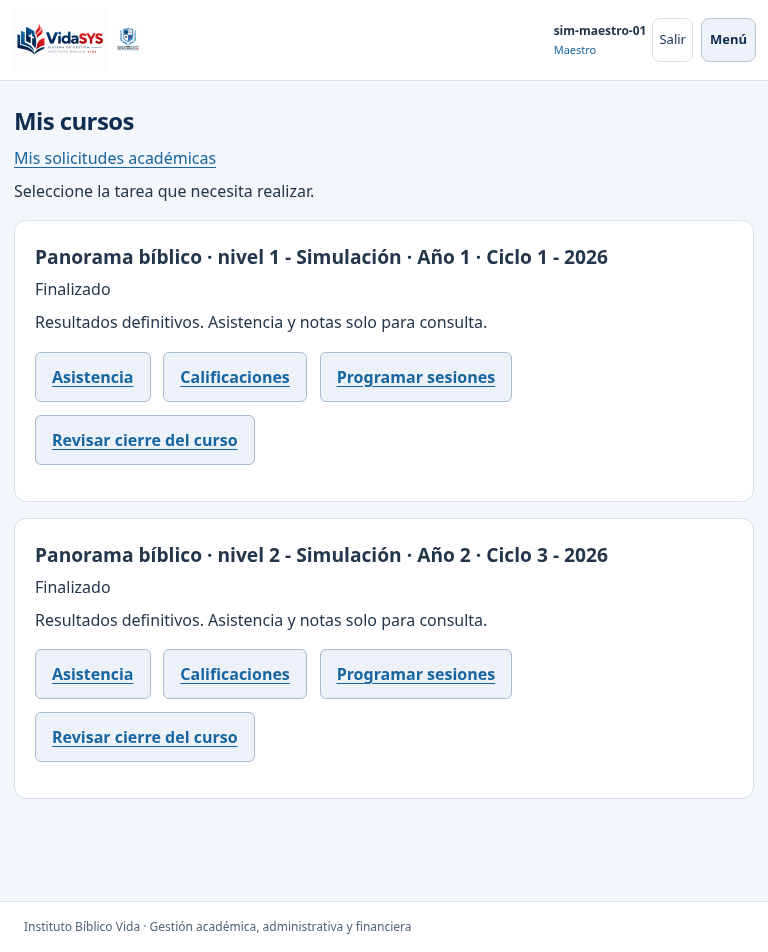 VidaSYS
sim-maestro-01
Maestro
Salir
Menú
Mis cursos
Mis solicitudes académicas
Seleccione la tarea que necesita realizar.
Panorama bíblico · nivel 1 - Simulación · Año 1 · Ciclo 1 - 2026
Finalizado
Resultados definitivos. Asistencia y notas solo para consulta.
Asistencia
Calificaciones
Programar sesiones
Revisar cierre del curso
Panorama bíblico · nivel 2 - Simulación · Año 2 · Ciclo 3 - 2026
Finalizado
Resultados definitivos. Asistencia y notas solo para consulta.
Asistencia
Calificaciones
Programar sesiones
Revisar cierre del curso
Instituto Bíblico Vida · Gestión académica, administrativa y financiera